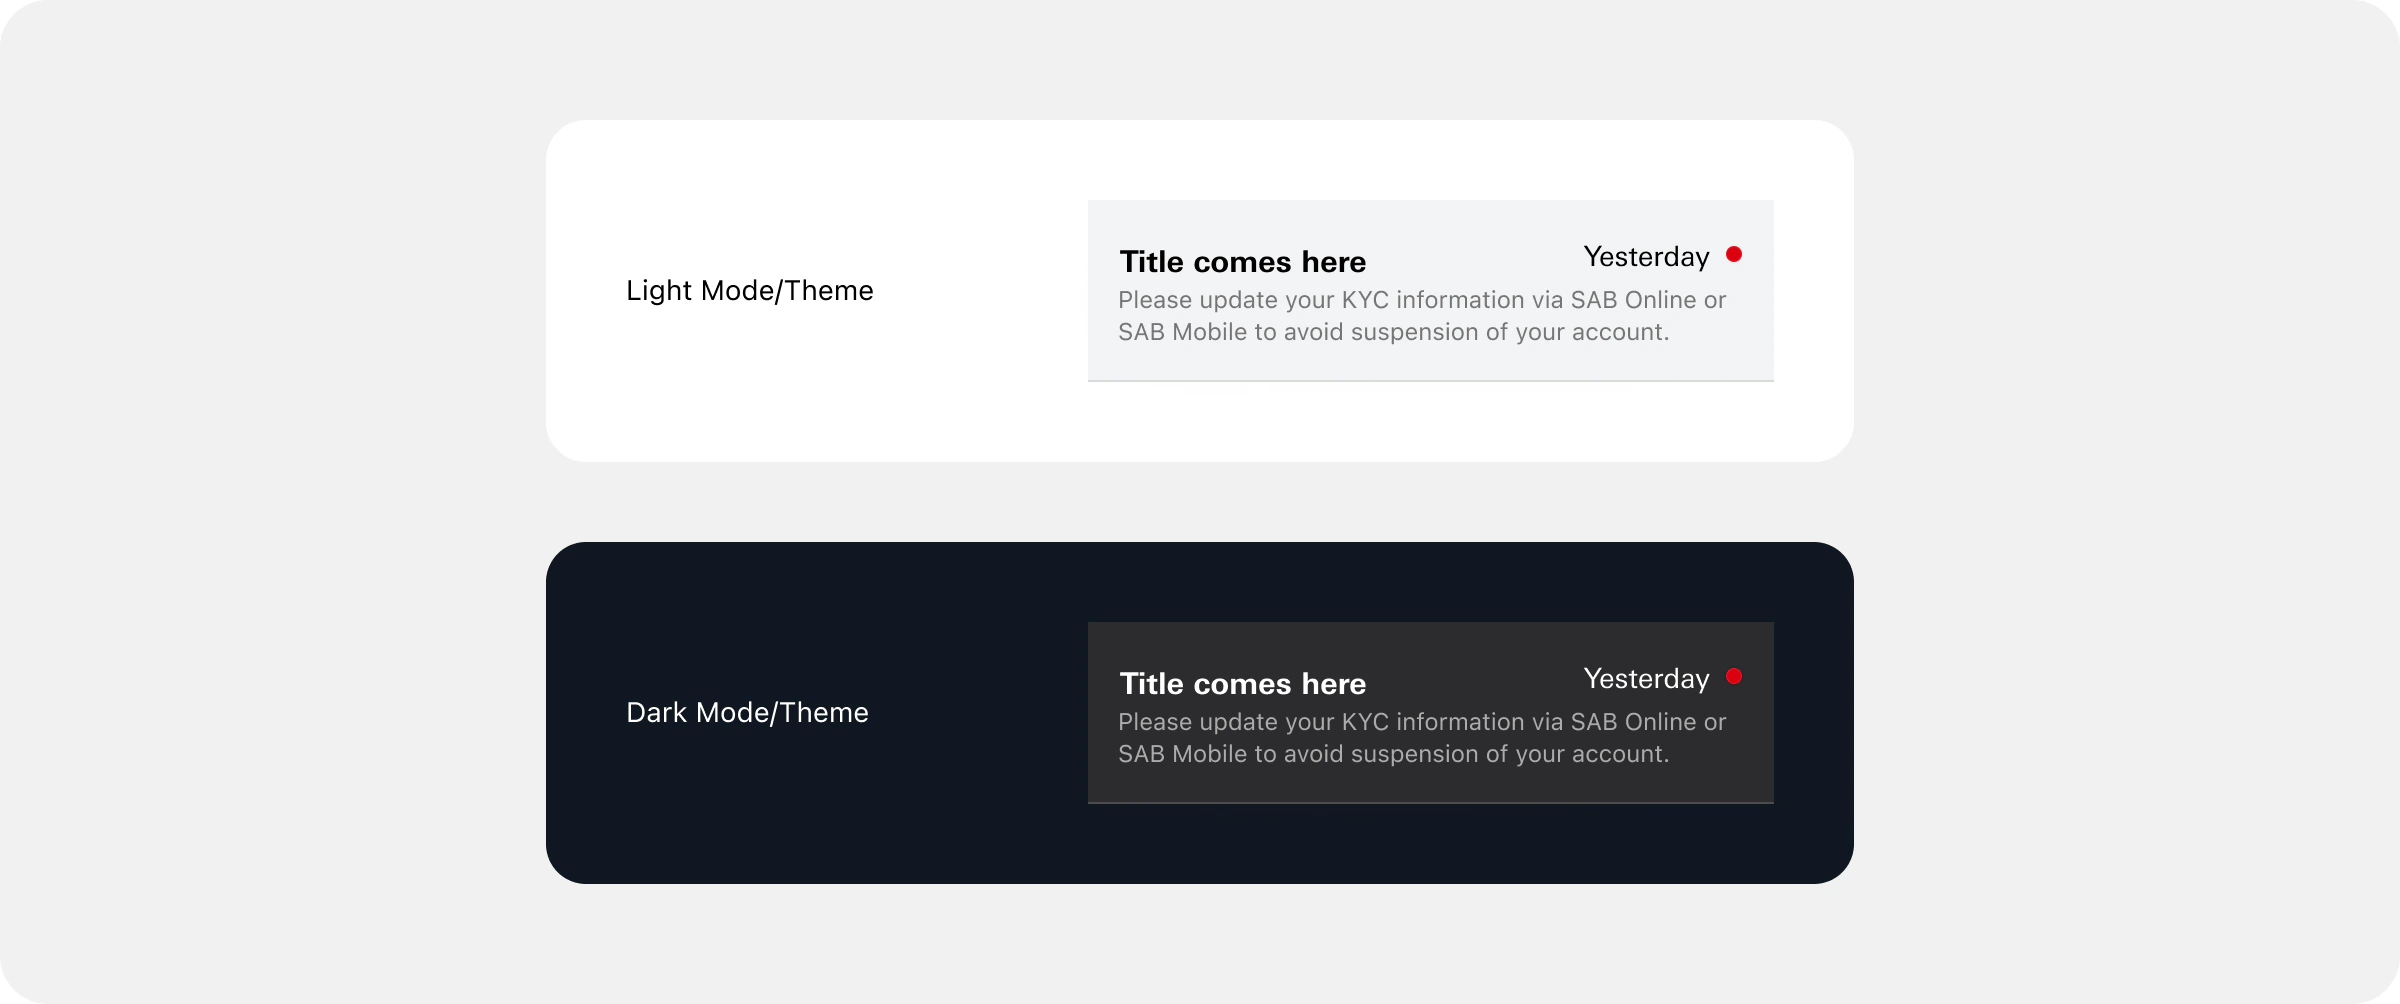 Light Mode/Theme
Title comes here
Yesterday
Please update your KYC information via SAB Online or
SAB Mobile to avoid suspension of your account.
Dark Mode/Theme
Title comes here
Yesterday
Please update your KYC information via SAB Online or
SAB Mobile to avoid suspension of your account.